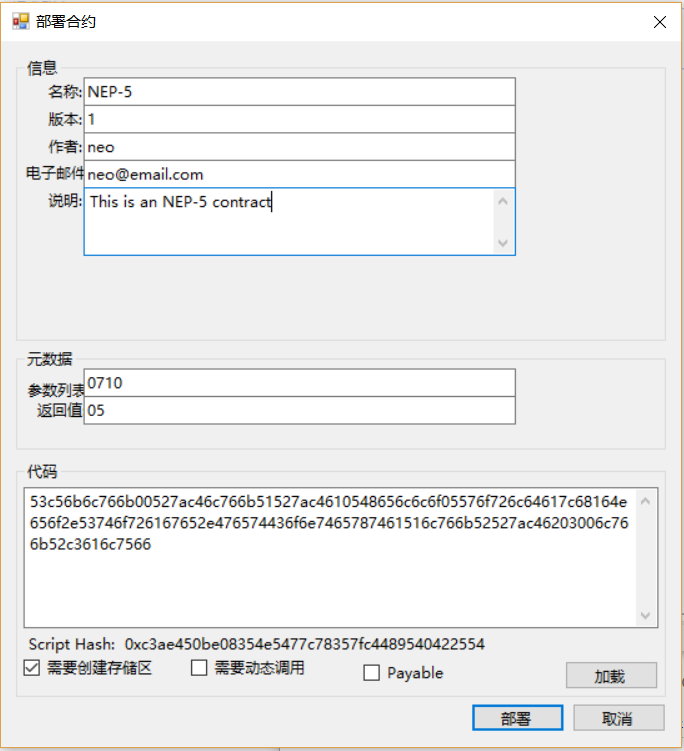 部署合约
信息
名称: NEP-5
版本: 1
作者: neo
电子邮件 neo@email.com
说明: This is an NEP-5 contract
元数据
参数列表 0710
返回值 05
代码
53c56b6c766b00527ac46c766b51527ac4610548656c6c6f05576f726c64617c68164e
656f2e53746f726167652e476574436f6e7465787461516c766b52527ac46203006c76
6b52c3616c7566
Script Hash: 0xc3ae450be08354e5477c78357fc4489540422554
需要创建存储区
需要动态调用
Payable
加载
部署
取消